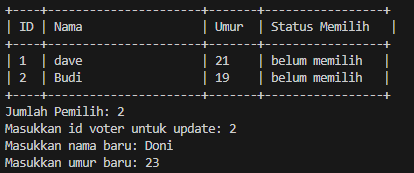 +----+----------------------+-------+-----------------+
| ID | Nama                 | Umur  | Status Memilih   |
+----+----------------------+-------+-----------------+
| 1  | dave                 | 21    | belum memilih   |
| 2  | Budi                 | 19    | belum memilih   |
+----+----------------------+-------+-----------------+
Jumlah Pemilih: 2
Masukkan id voter untuk update: 2
Masukkan nama baru: Doni
Masukkan umur baru: 23